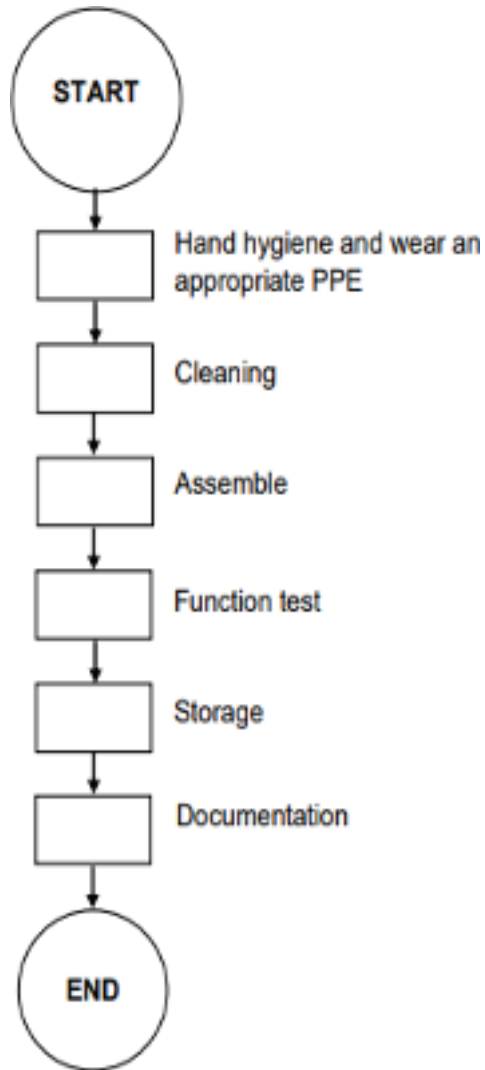 START
Hand hygiene and wear an
appropriate PPE
Cleaning
Assemble
Function test
Storage
Documentation
END